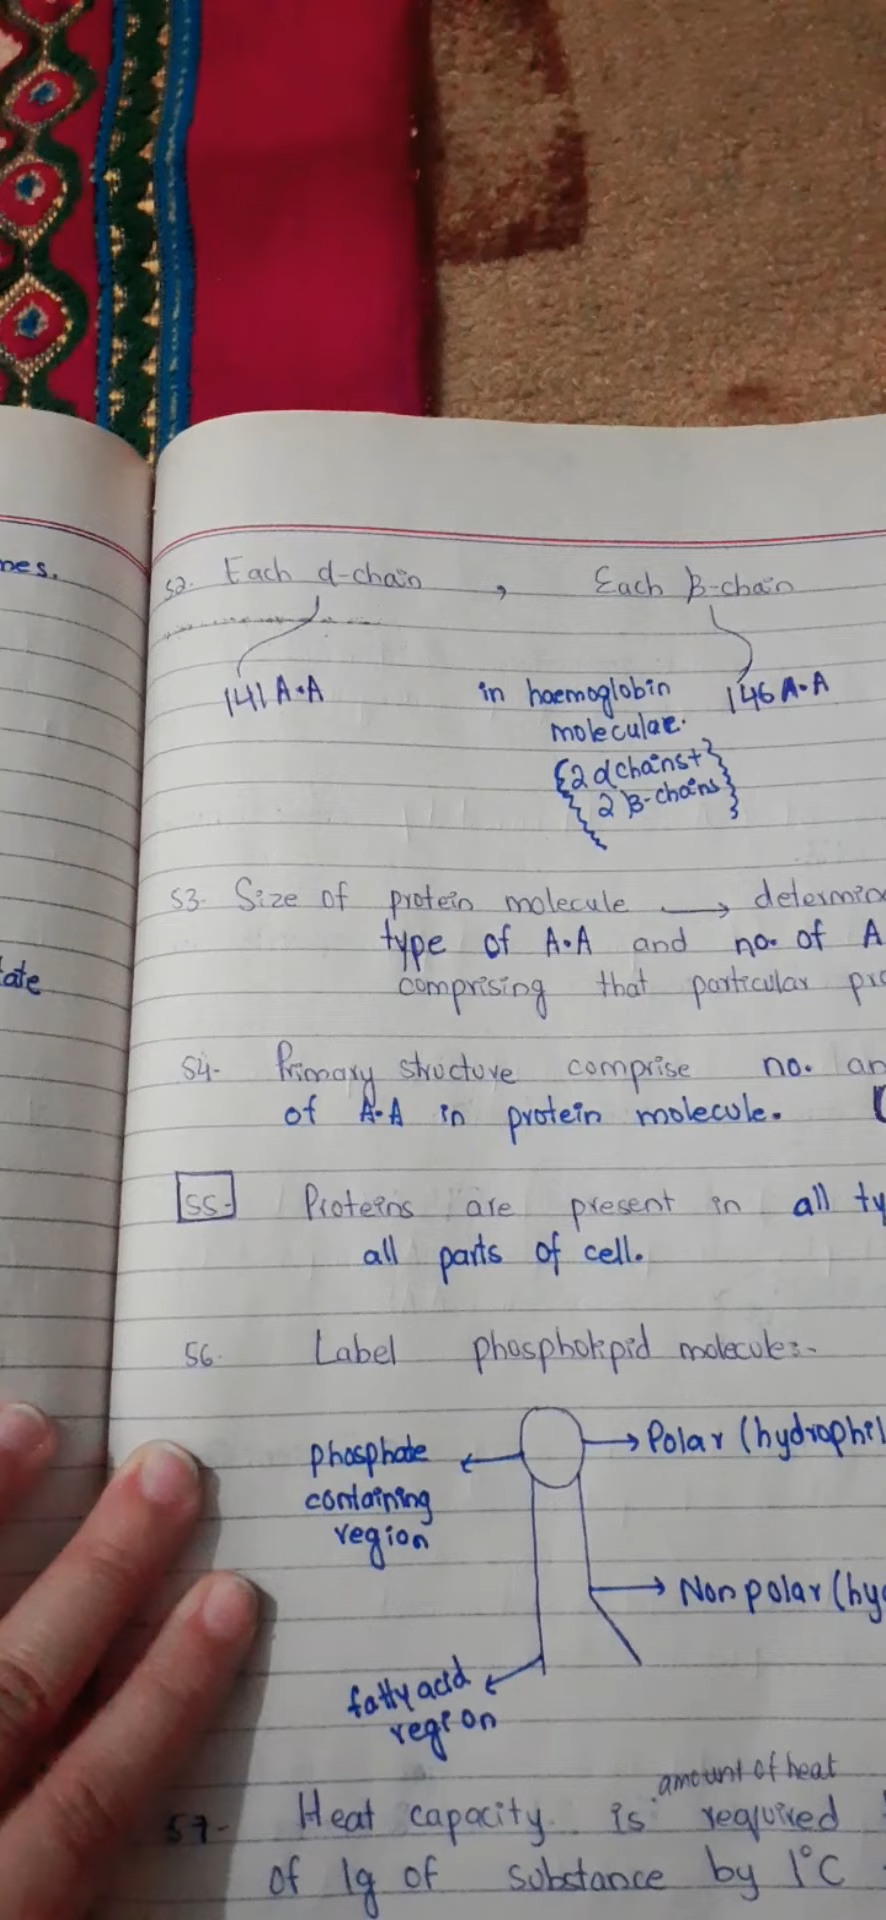 nes.
tate
52. Each α-chain , Each β-chain
141 A.A in haemoglobin 146 A.A
moleculae.
{2 α chains +}
{2 β-chains}
53. Size of protein molecule → determin
type of A.A and no. of A
comprising that particular pro
54- Primary structure comprise no. an
of A.A in protein molecule. (
55- Proteins are present in all ty
all parts of cell.
56. Label phospholipid molecule:-
phosphate ← → Polar (hydrophil
containing
region
→ Non polar (hy
fatty acid ←
region
amount of heat
57- Heat capacity is required
of 1g of substance by 1°C